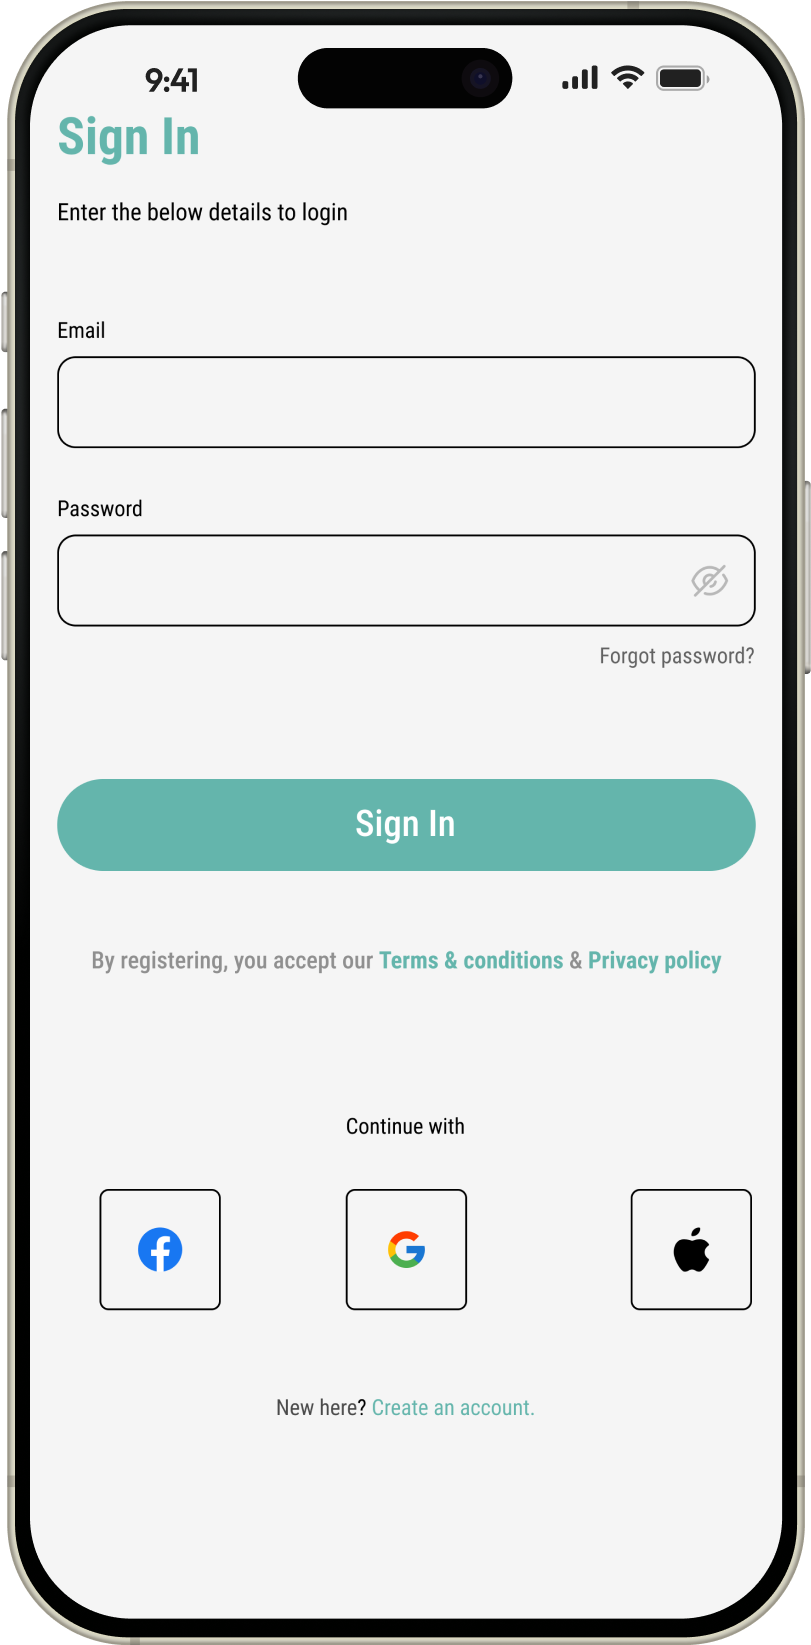 9:41
Sign In
Enter the below details to login
Email
Password
Forgot password?
Sign In
By registering, you accept our Terms & conditions & Privacy policy
Continue with
New here? Create an account.